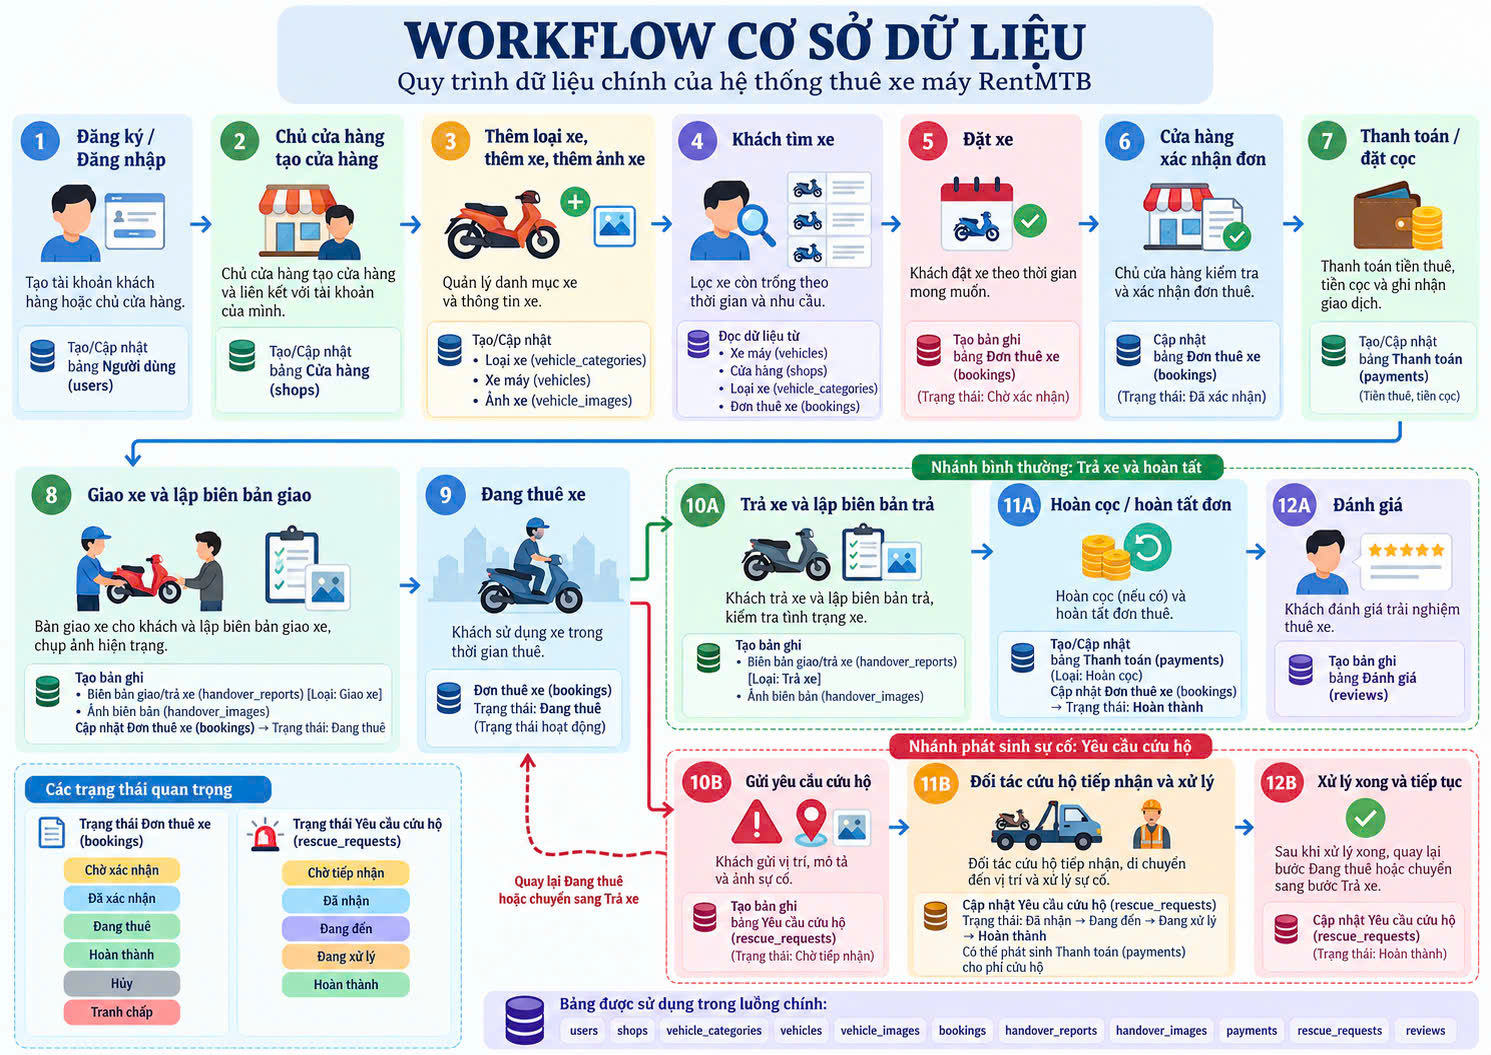 WORKFLOW CƠ SỞ DỮ LIỆU
Quy trình dữ liệu chính của hệ thống thuê xe máy RentMTB
1
Đăng ký /
Đăng nhập
Tạo tài khoản khách
hàng hoặc chủ cửa hàng.
Tạo/Cập nhật
bảng Người dùng
(users)
2
Chủ cửa hàng
tạo cửa hàng
Chủ cửa hàng tạo cửa hàng
và liên kết với tài khoản
của mình.
Tạo/Cập nhật
bảng Cửa hàng
(shops)
3
Thêm loại xe,
thêm xe, thêm ảnh xe
Quản lý danh mục xe
và thông tin xe.
Tạo/Cập nhật
• Loại xe (vehicle_categories)
• Xe máy (vehicles)
• Ảnh xe (vehicle_images)
4
Khách tìm xe
Lọc xe còn trống theo
thời gian và nhu cầu.
Đọc dữ liệu từ
• Xe máy (vehicles)
• Cửa hàng (shops)
• Loại xe (vehicle_categories)
• Đơn thuê xe (bookings)
5
Đặt xe
Khách đặt xe theo thời gian
mong muốn.
Tạo bản ghi
bảng Đơn thuê xe
(bookings)
(Trạng thái: Chờ xác nhận)
6
Cửa hàng
xác nhận đơn
Chủ cửa hàng kiểm tra
và xác nhận đơn thuê.
Cập nhật
bảng Đơn thuê xe
(bookings)
(Trạng thái: Đã xác nhận)
7
Thanh toán /
đặt cọc
Thanh toán tiền thuê,
tiền cọc và ghi nhận
giao dịch.
Tạo/Cập nhật
bảng Thanh toán
(payments)
(Tiền thuê, tiền cọc)
8
Giao xe và lập biên bản giao
Bàn giao xe cho khách và lập biên bản giao xe,
chụp ảnh hiện trạng.
Tạo bản ghi
• Biên bản giao/trả xe (handover_reports) [Loại: Giao xe]
• Ảnh biên bản (handover_images)
Cập nhật Đơn thuê xe (bookings) → Trạng thái: Đang thuê
9
Đang thuê xe
Khách sử dụng xe trong
thời gian thuê.
Đơn thuê xe (bookings)
Trạng thái: Đang thuê
(Trạng thái hoạt động)
Nhánh bình thường: Trả xe và hoàn tất
10A
Trả xe và lập biên bản trả
Khách trả xe và lập biên bản trả,
kiểm tra tình trạng xe.
Tạo bản ghi
• Biên bản giao/trả xe (handover_reports)
[Loại: Trả xe]
• Ảnh biên bản (handover_images)
11A
Hoàn cọc / hoàn tất đơn
Hoàn cọc (nếu có) và
hoàn tất đơn thuê.
Tạo/Cập nhật
bảng Thanh toán (payments)
(Loại: Hoàn cọc)
Cập nhật Đơn thuê xe (bookings)
→ Trạng thái: Hoàn thành
12A
Đánh giá
Khách đánh giá trải nghiệm
thuê xe.
Tạo bản ghi
bảng Đánh giá
(reviews)
Nhánh phát sinh sự cố: Yêu cầu cứu hộ
10B
Gửi yêu cầu cứu hộ
Khách gửi vị trí, mô tả
và ảnh sự cố.
Tạo bản ghi
bảng Yêu cầu cứu hộ
(rescue_requests)
(Trạng thái: Chờ tiếp nhận)
11B
Đối tác cứu hộ tiếp nhận và xử lý
Đối tác cứu hộ tiếp nhận, di chuyển
đến vị trí và xử lý sự cố.
Cập nhật Yêu cầu cứu hộ (rescue_requests)
Trạng thái: Đã nhận → Đang đến → Đang xử lý
→ Hoàn thành
Có thể phát sinh Thanh toán (payments)
cho phí cứu hộ
12B
Xử lý xong và tiếp tục
Sau khi xử lý xong, quay lại
bước Đang thuê hoặc chuyển
sang bước Trả xe.
Cập nhật Yêu cầu cứu hộ
(rescue_requests)
(Trạng thái: Hoàn thành)
Quay lại Đang thuê
hoặc chuyển sang Trả xe
Các trạng thái quan trọng
Trạng thái Đơn thuê xe
(bookings)
Chờ xác nhận
Đã xác nhận
Đang thuê
Hoàn thành
Hủy
Tranh chấp
Trạng thái Yêu cầu cứu hộ
(rescue_requests)
Chờ tiếp nhận
Đã nhận
Đang đến
Đang xử lý
Hoàn thành
Bảng được sử dụng trong luồng chính:
users shops vehicle_categories vehicles vehicle_images bookings handover_reports handover_images payments rescue_requests reviews